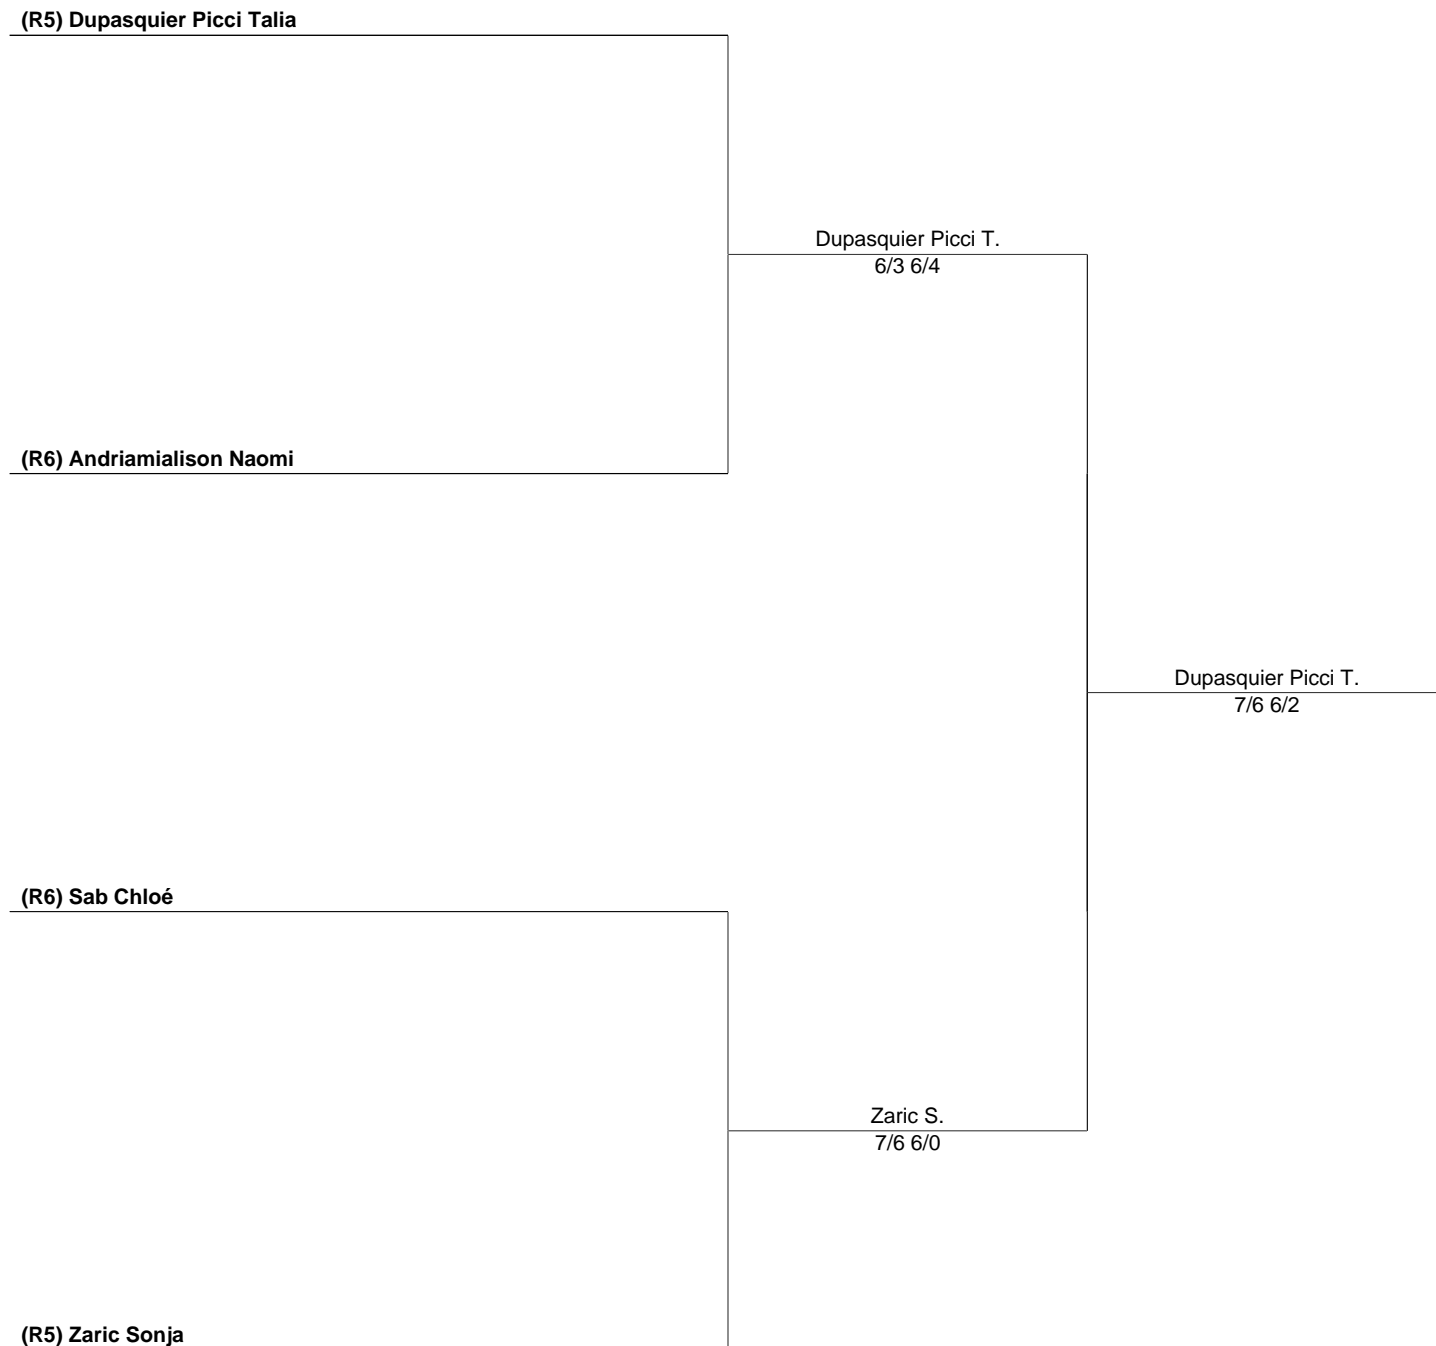 (R5) Dupasquier Picci Talia
Dupasquier Picci T.
6/3 6/4
(R6) Andriamialison Naomi
Dupasquier Picci T.
7/6 6/2
(R6) Sab Chloé
Zaric S.
7/6 6/0
(R5) Zaric Sonja